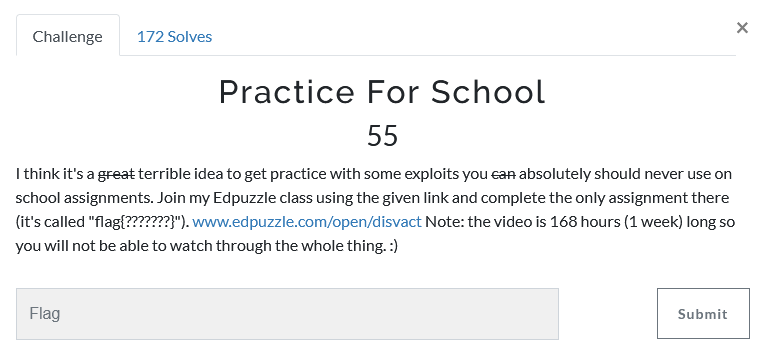 Challenge 172 Solves ×
Practice For School
55
I think it's a great terrible idea to get practice with some exploits you can absolutely should never use on
school assignments. Join my Edpuzzle class using the given link and complete the only assignment there
(it's called "flag{???????}"). www.edpuzzle.com/open/disvact Note: the video is 168 hours (1 week) long so
you will not be able to watch through the whole thing. :)
Flag Submit